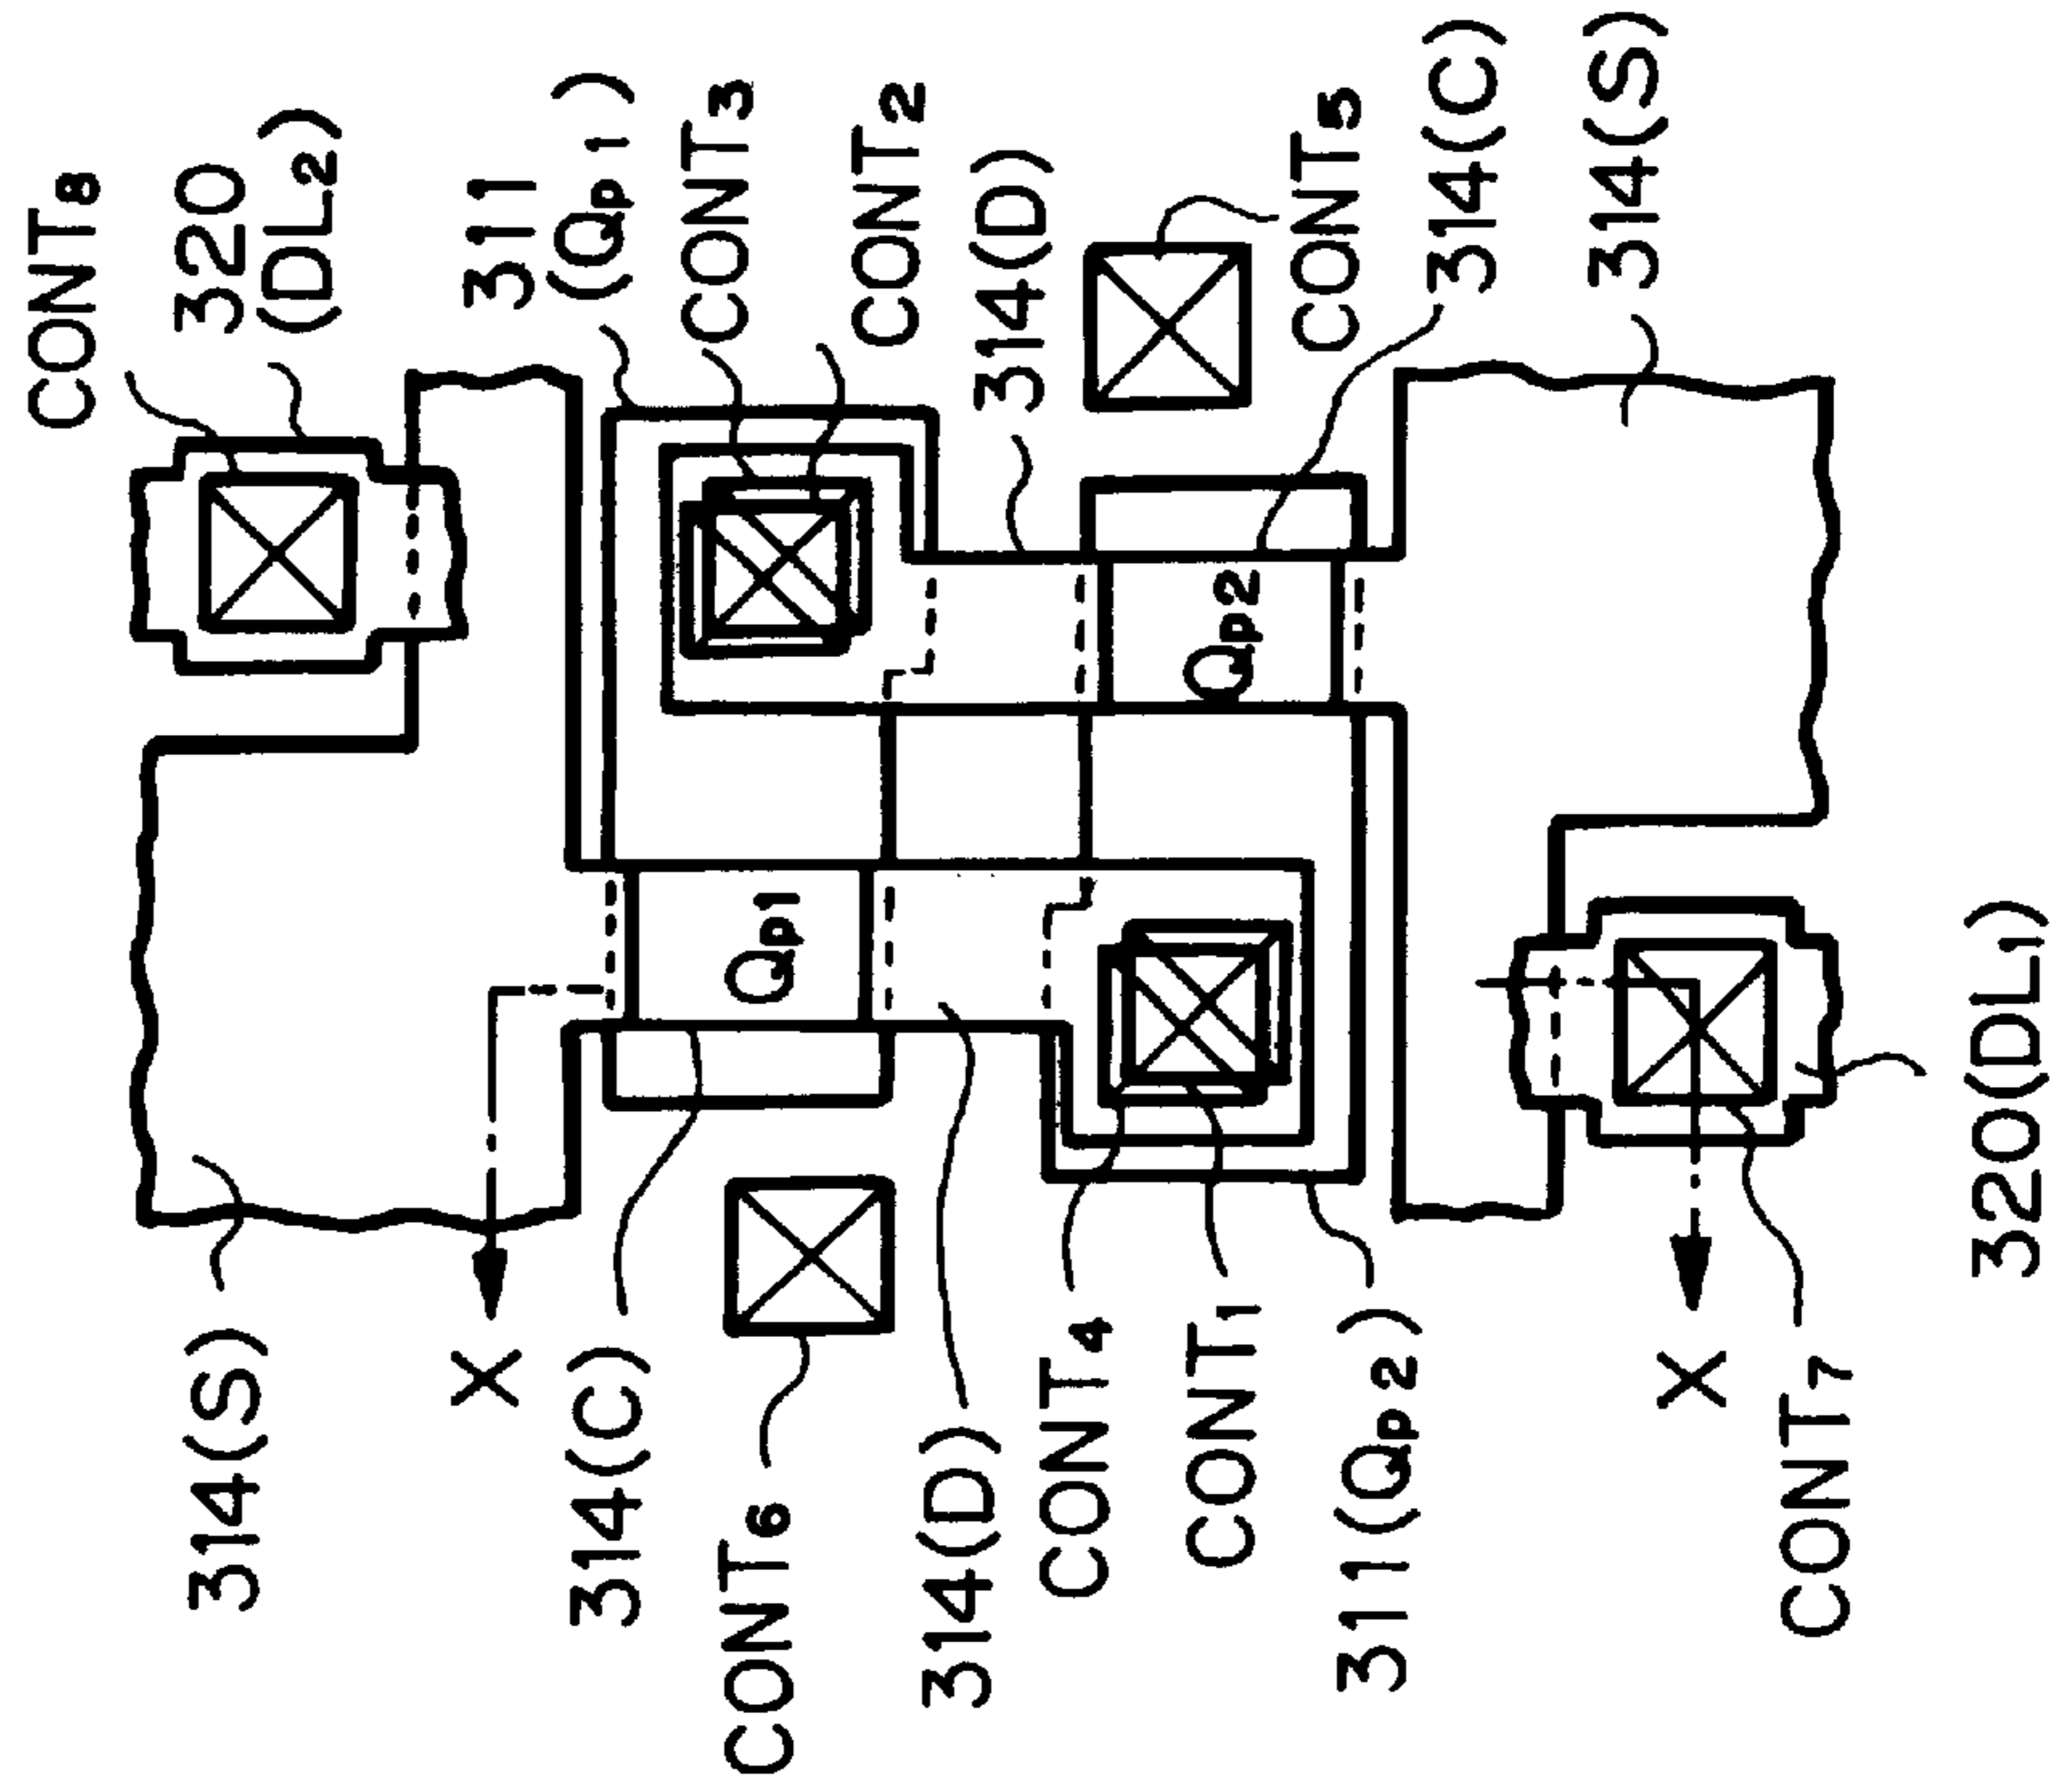 CONT8
320
(DL2)
311
(Qp1)
CONT3
CONT2
314(D)
CONT5
314(C)
314(S)
Qp2
Qp1
314(S)
X
314(C)
CONT6
314(D)
CONT4
CONT1
311(Qp2)
X
CONT7
320(DL1)